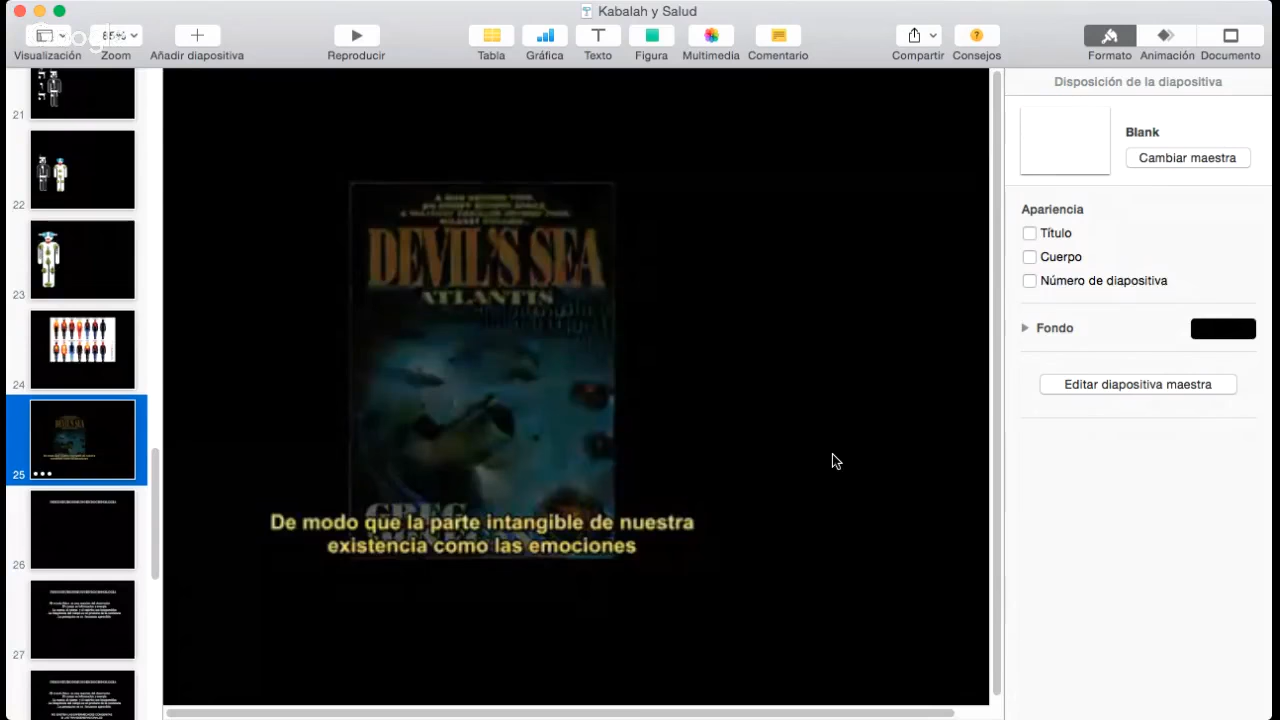 Kabalah y Salud
85%
Visualización
Zoom
Añadir diapositiva
Reproducir
Tabla
Gráfica
Texto
Figura
Multimedia
Comentario
Compartir
Consejos
Formato
Animación
Documento
21
22
23
24
25
26
27
DEVIL'S SEA
ATLANTIS
GREG
De modo que la parte intangible de nuestra
existencia como las emociones
Disposición de la diapositiva
Blank
Cambiar maestra
Apariencia
Título
Cuerpo
Número de diapositiva
Fondo
Editar diapositiva maestra